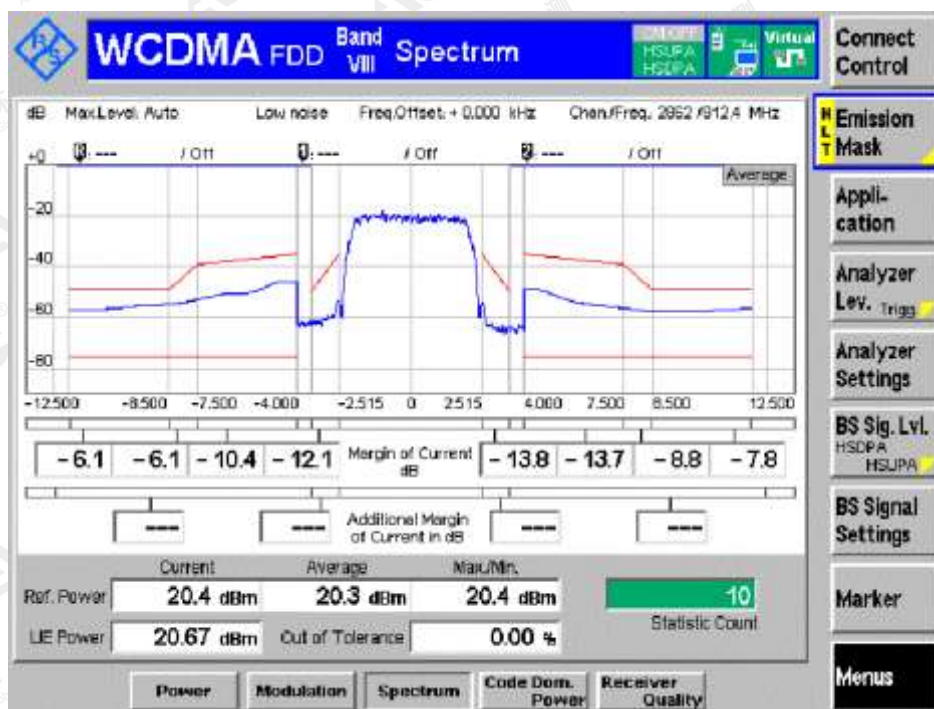 WCDMA FDD Band VIII Spectrum
HSUPA
HSDPA
Virtual
Connect Control
dB Max.Level: Auto Low noise Freq.Offset: + 0.000 kHz Chan./Freq.: 2862 /912.4 MHz
--- / Off --- / Off 2: --- / Off
Average
+0
-20
-40
-60
-80
-12.500 -8.500 -7.500 -4.000 -2.515 0 2.515 4.000 7.500 8.500 12.500
-6.1 -6.1 -10.4 -12.1 Margin of Current dB -13.8 -13.7 -8.8 -7.8
--- --- Additional Margin of Current in dB --- ---
Current Average Max./Min.
Ref. Power 20.4 dBm 20.3 dBm 20.4 dBm 10
Statistic Count
UE Power 20.67 dBm Out of Tolerance 0.00 %
Power Modulation Spectrum Code Dom. Power Receiver Quality
HLT
Emission Mask
Appli-
cation
Analyzer
Lev. Trigg.
Analyzer
Settings
BS Sig. Lvl.
HSDPA
HSUPA
BS Signal
Settings
Marker
Menus